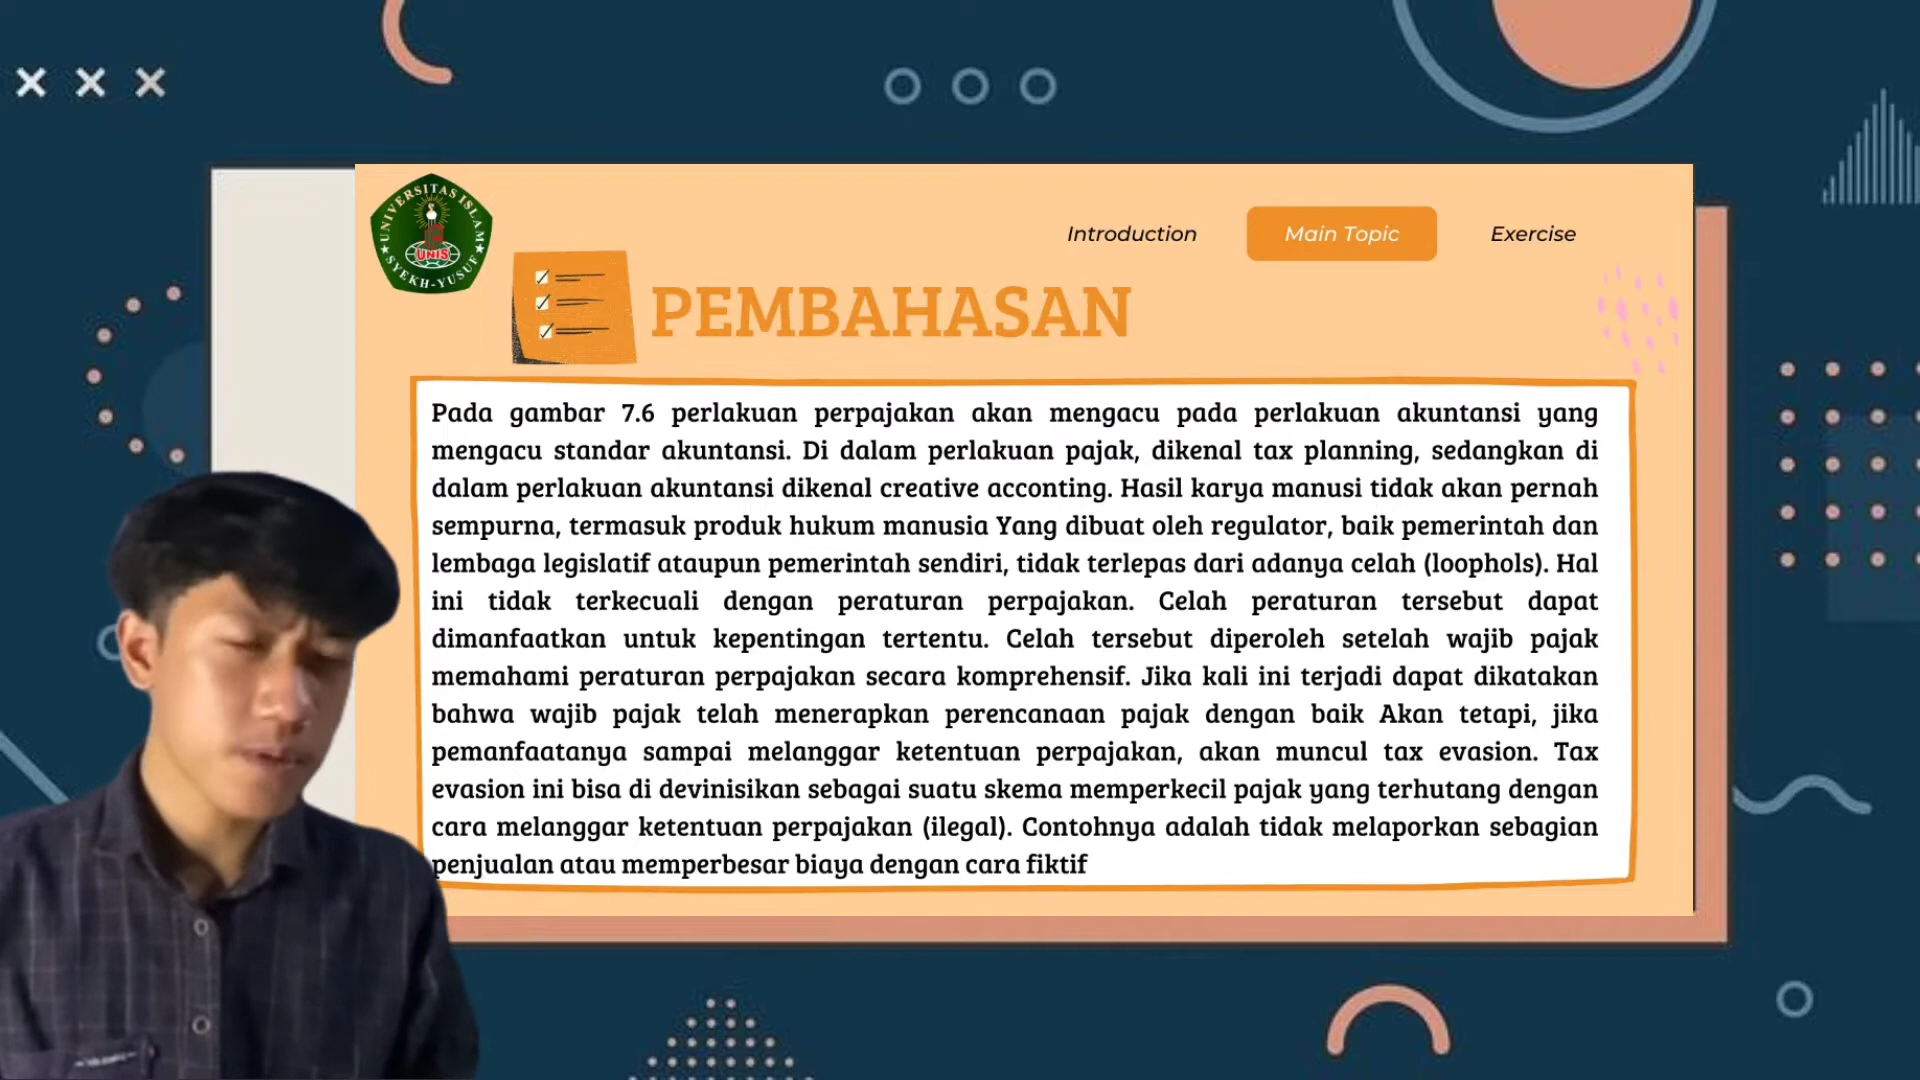 UNIVERSITAS ISLAM
UNIS
SYEKH-YUSUF
Introduction
Main Topic
Exercise
PEMBAHASAN
Pada gambar 7.6 perlakuan perpajakan akan mengacu pada perlakuan akuntansi yang
mengacu standar akuntansi. Di dalam perlakuan pajak, dikenal tax planning, sedangkan di
dalam perlakuan akuntansi dikenal creative acconting. Hasil karya manusi tidak akan pernah
sempurna, termasuk produk hukum manusia Yang dibuat oleh regulator, baik pemerintah dan
lembaga legislatif ataupun pemerintah sendiri, tidak terlepas dari adanya celah (loophols). Hal
ini tidak terkecuali dengan peraturan perpajakan. Celah peraturan tersebut dapat
dimanfaatkan untuk kepentingan tertentu. Celah tersebut diperoleh setelah wajib pajak
memahami peraturan perpajakan secara komprehensif. Jika kali ini terjadi dapat dikatakan
bahwa wajib pajak telah menerapkan perencanaan pajak dengan baik Akan tetapi, jika
pemanfaatanya sampai melanggar ketentuan perpajakan, akan muncul tax evasion. Tax
evasion ini bisa di devinisikan sebagai suatu skema memperkecil pajak yang terhutang dengan
cara melanggar ketentuan perpajakan (ilegal). Contohnya adalah tidak melaporkan sebagian
penjualan atau memperbesar biaya dengan cara fiktif